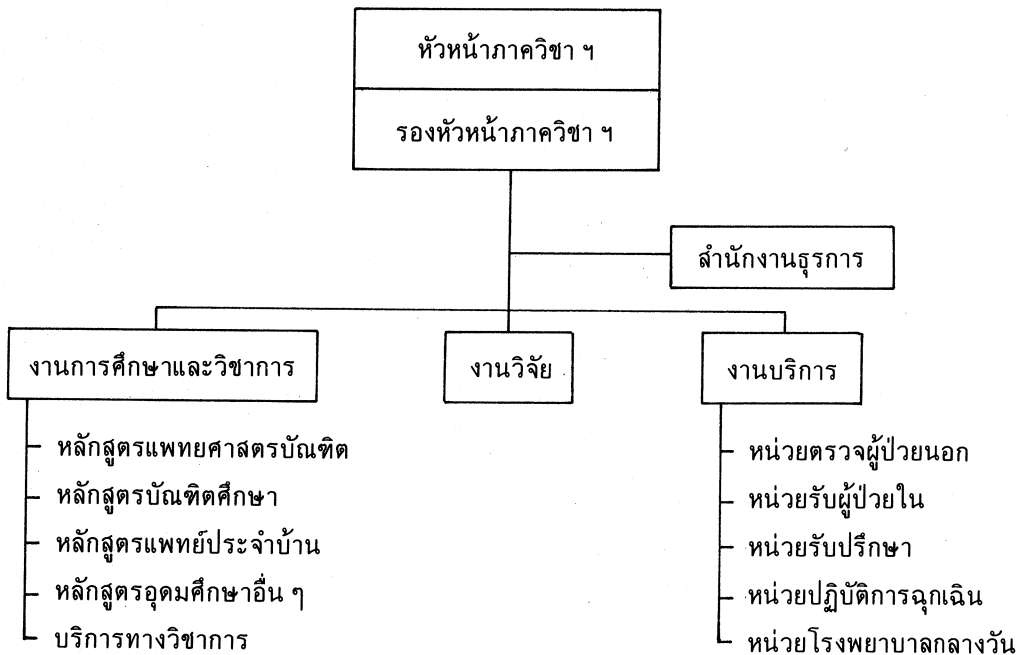 หัวหน้าภาควิชา ฯ
รองหัวหน้าภาควิชา ฯ
สำนักงานธุรการ
งานการศึกษาและวิชาการ
งานวิจัย
งานบริการ
หลักสูตรแพทยศาสตรบัณฑิต
หลักสูตรบัณฑิตศึกษา
หลักสูตรแพทย์ประจำบ้าน
หลักสูตรอุดมศึกษาอื่น ๆ
บริการทางวิชาการ
หน่วยตรวจผู้ป่วยนอก
หน่วยรับผู้ป่วยใน
หน่วยรับปรึกษา
หน่วยปฏิบัติการฉุกเฉิน
หน่วยโรงพยาบาลกลางวัน